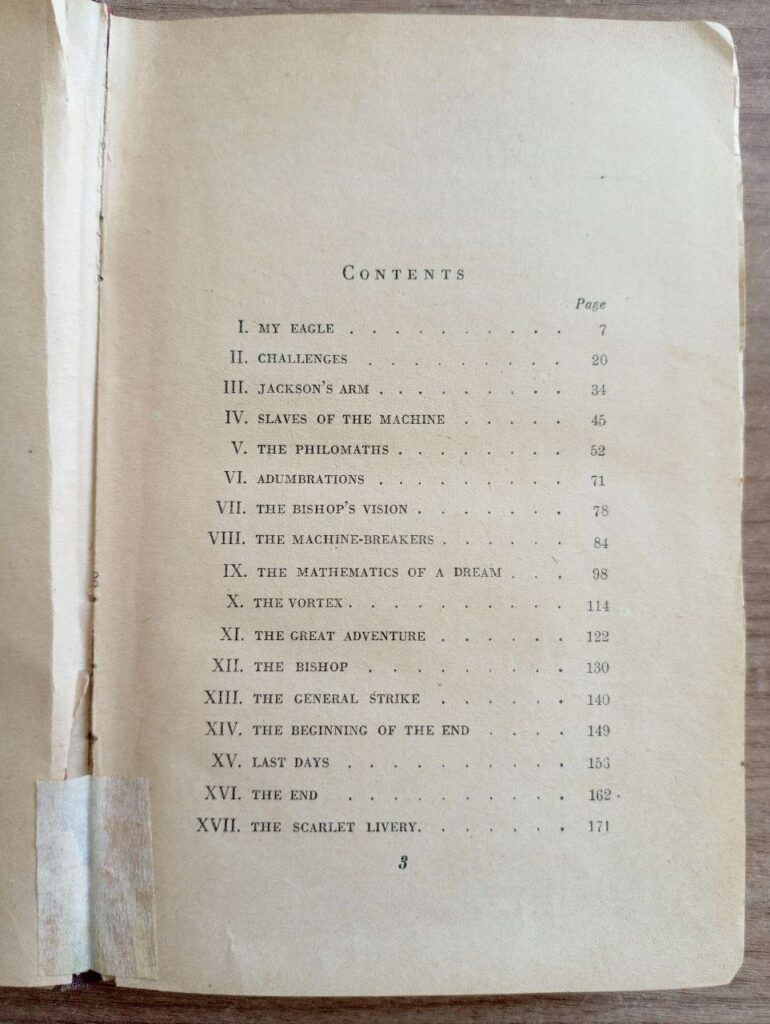 CONTENTS
Page
I. MY EAGLE . . . . . . . . . 7
II. CHALLENGES . . . . . . . . 20
III. JACKSON'S ARM . . . . . . . . 34
IV. SLAVES OF THE MACHINE . . . . . 45
V. THE PHILOMATHS . . . . . . . 52
VI. ADUMBRATIONS . . . . . . . . 71
VII. THE BISHOP'S VISION . . . . . . 78
VIII. THE MACHINE-BREAKERS . . . . . . 84
IX. THE MATHEMATICS OF A DREAM . . . 98
X. THE VORTEX . . . . . . . . . 114
XI. THE GREAT ADVENTURE . . . . . . 122
XII. THE BISHOP . . . . . . . . . 130
XIII. THE GENERAL STRIKE . . . . . . 140
XIV. THE BEGINNING OF THE END . . . . 149
XV. LAST DAYS . . . . . . . . . 156
XVI. THE END . . . . . . . . . . 162
XVII. THE SCARLET LIVERY. . . . . . . 171
3